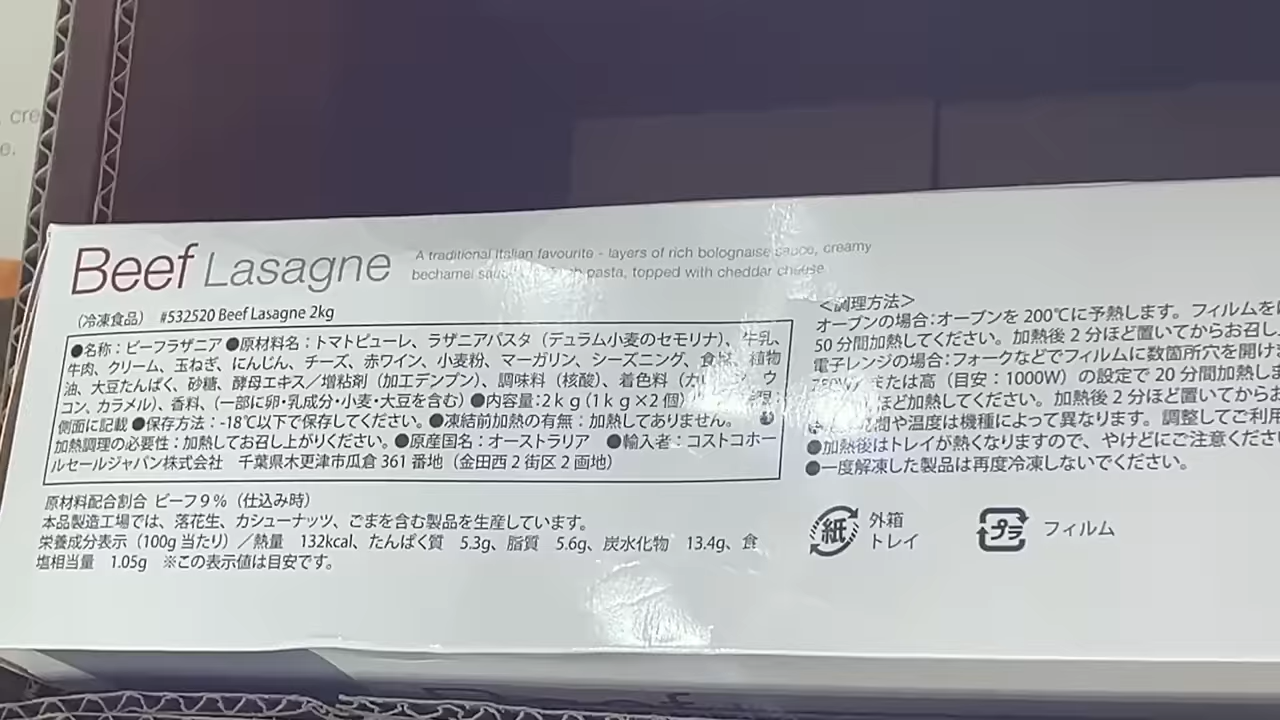 cre
e.
Beef Lasagne
A traditional Italian favourite - layers of rich bolognaise sauce, creamy
bechamel pasta, topped with cheddar cheese
（冷凍食品） #532520 Beef Lasagne 2kg
●名称：ビーフラザニア ●原材料名：トマトピューレ、ラザニアパスタ（デュラム小麦のセモリナ）、牛乳、
牛肉、クリーム、玉ねぎ、にんじん、チーズ、赤ワイン、小麦粉、マーガリン、シーズニング、食塩、植物
油、大豆たんぱく、砂糖、酵母エキス／増粘剤（加工デンプン）、調味料（核酸）、着色料 ウ
コン、カラメル）、香料、（一部に卵・乳成分・小麦・大豆を含む） ●内容量:2kg（1kg×2個）
側面に記載 ●保存方法：-18℃以下で保存してください。 ●凍結前加熱の有無：加熱してありません。 ●
加熱調理の必要性：加熱してお召し上がりください。 ●原産国名：オーストラリア ●輸入者：コストコホー
ルセールジャパン株式会社 千葉県木更津市瓜倉 361 番地（金田西 2 街区 2 画地）
原材料配合割合 ビーフ9％（仕込み時）
本品製造工場では、落花生、カシューナッツ、ごまを含む製品を生産しています。
栄養成分表示（100g 当たり）／熱量 132kcal、たんぱく質 5.3g、脂質 5.6g、炭水化物 13.4g、食
塩相当量 1.05g ※この表示値は目安です。
＜調理方法＞
オーブンの場合：オーブンを 200℃に予熱します。フィルムを
50 分間加熱してください。加熱後 2 分ほど置いてからお召し
電子レンジの場合：フォークなどでフィルムに数箇所穴を開け
または高（目安：1000W）の設定で 20 分間加熱しま
ほど加熱してください。加熱後 2 分ほど置いてからお
間や温度は機種によって異なります。調整してご利用
●加熱後はトレイが熱くなりますので、やけどにご注意くださ
●一度解凍した製品は再度冷凍しないでください。
紙 外箱
トレイ
プラ フィルム